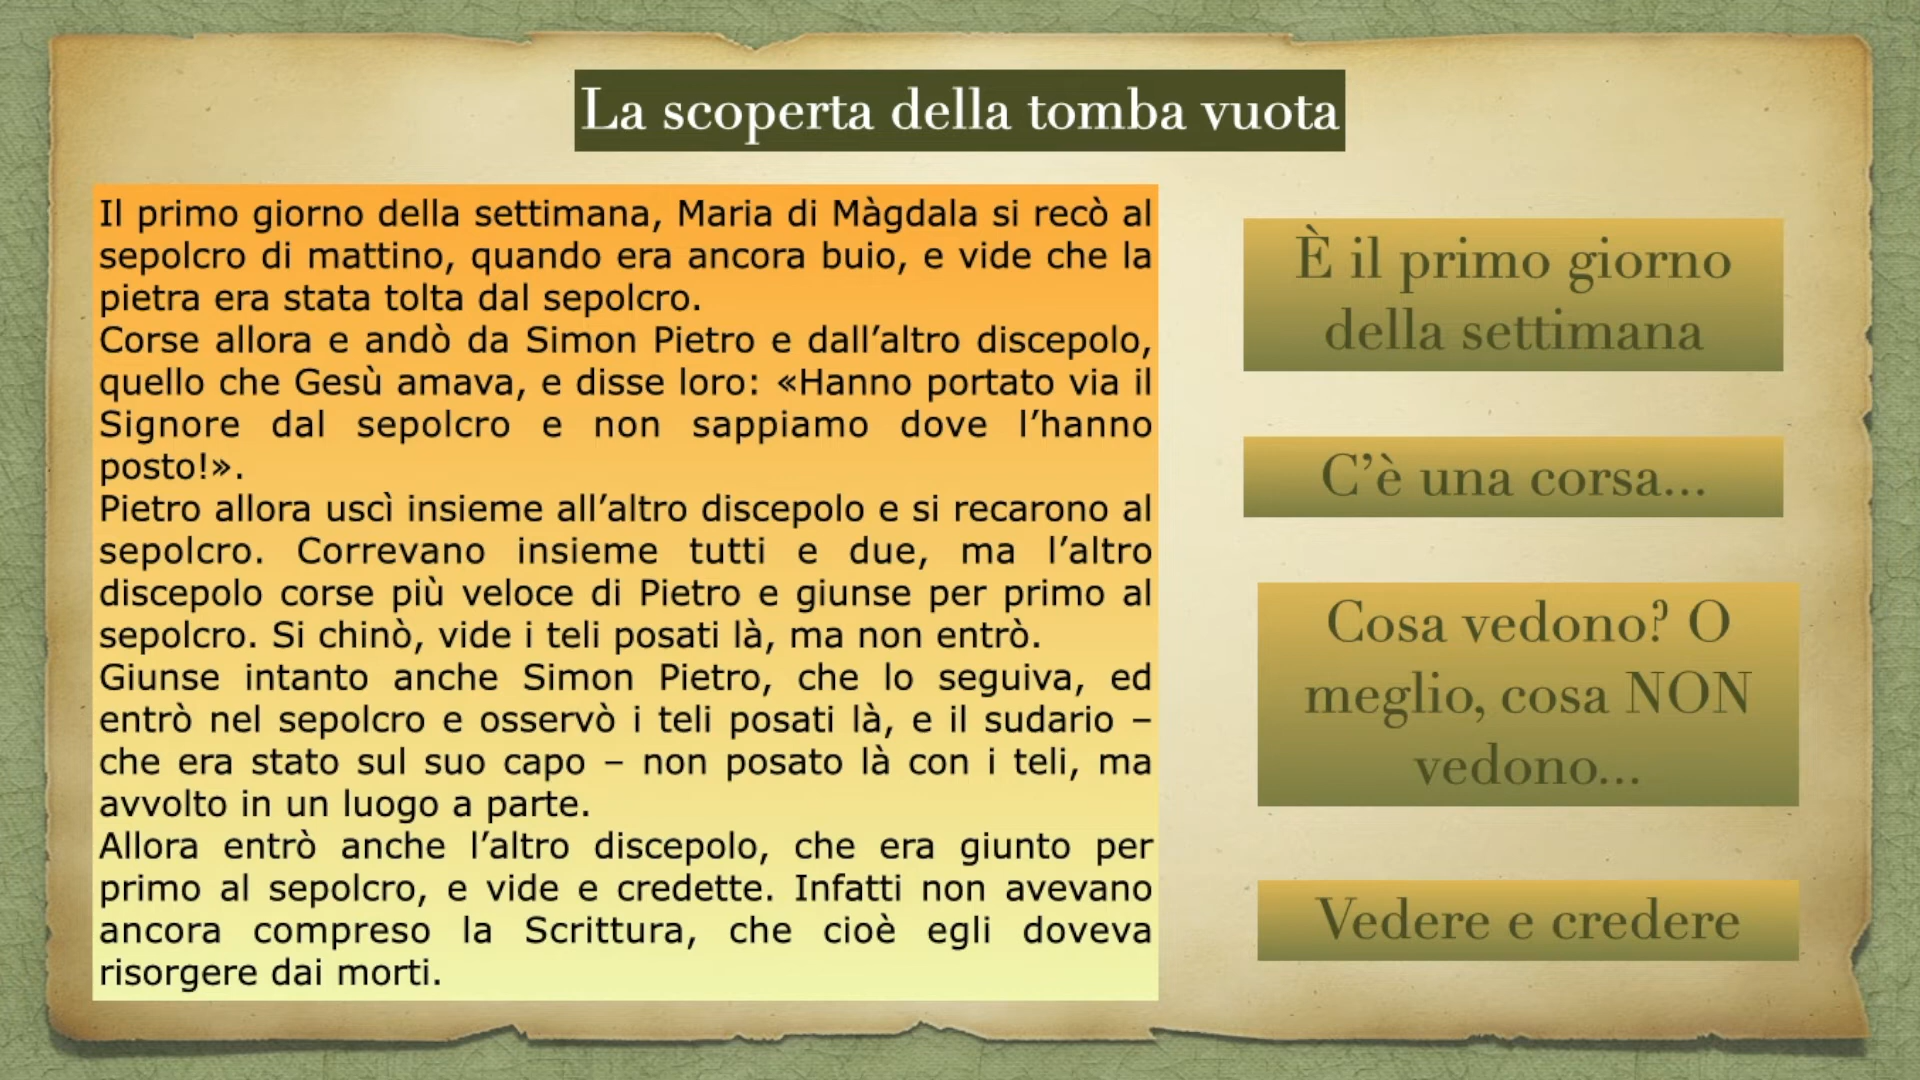 La scoperta della tomba vuota
Il primo giorno della settimana, Maria di Màgdala si recò al
sepolcro di mattino, quando era ancora buio, e vide che la
pietra era stata tolta dal sepolcro.
Corse allora e andò da Simon Pietro e dall’altro discepolo,
quello che Gesù amava, e disse loro: «Hanno portato via il
Signore dal sepolcro e non sappiamo dove l’hanno
posto!».
Pietro allora uscì insieme all’altro discepolo e si recarono al
sepolcro. Correvano insieme tutti e due, ma l’altro
discepolo corse più veloce di Pietro e giunse per primo al
sepolcro. Si chinò, vide i teli posati là, ma non entrò.
Giunse intanto anche Simon Pietro, che lo seguiva, ed
entrò nel sepolcro e osservò i teli posati là, e il sudario –
che era stato sul suo capo – non posato là con i teli, ma
avvolto in un luogo a parte.
Allora entrò anche l’altro discepolo, che era giunto per
primo al sepolcro, e vide e credette. Infatti non avevano
ancora compreso la Scrittura, che cioè egli doveva
risorgere dai morti.
È il primo giorno
della settimana
C’è una corsa…
Cosa vedono? O
meglio, cosa NON
vedono…
Vedere e credere